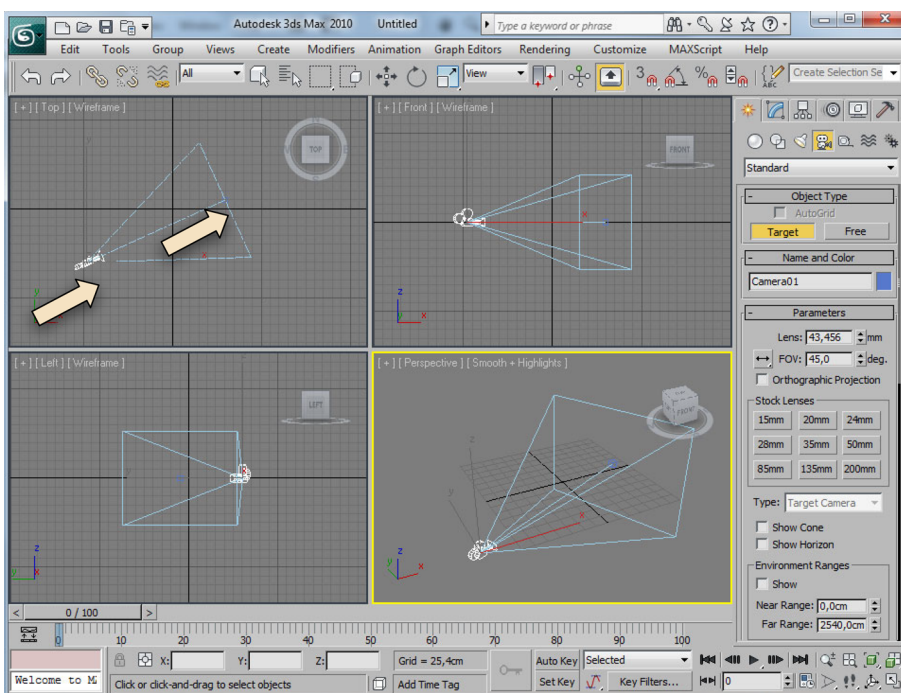 Autodesk 3ds Max 2010 Untitled Type a keyword or phrase
Edit Tools Group Views Create Modifiers Animation Graph Editors Rendering Customize MAXScript Help
All View 3 % ABC Create Selection Se
[ + ] [ Top ] [ Wireframe ]
TOP
x
y
[ + ] [ Front ] [ Wireframe ]
FRONT
x
z
x
[ + ] [ Left ] [ Wireframe ]
LEFT
y
z
y x
[ + ] [ Perspective ] [ Smooth + Highlights ]
FRONT
z
y
x
z
y x
Standard
- Object Type
AutoGrid
Target Free
- Name and Color
Camera01
- Parameters
Lens: 43,456 mm
FOV: 45,0 deg.
Orthographic Projection
Stock Lenses
15mm 20mm 24mm
28mm 35mm 50mm
85mm 135mm 200mm
Type: Target Camera
Show Cone
Show Horizon
Environment Ranges
Show
Near Range: 0,0cm
Far Range: 2540,0cm
< 0 / 100 >
0 10 20 30 40 50 60 70 80 90 100
X: Y: Z: Grid = 25,4cm Auto Key Selected
Welcome to Click or click-and-drag to select objects Add Time Tag Set Key Key Filters... 0